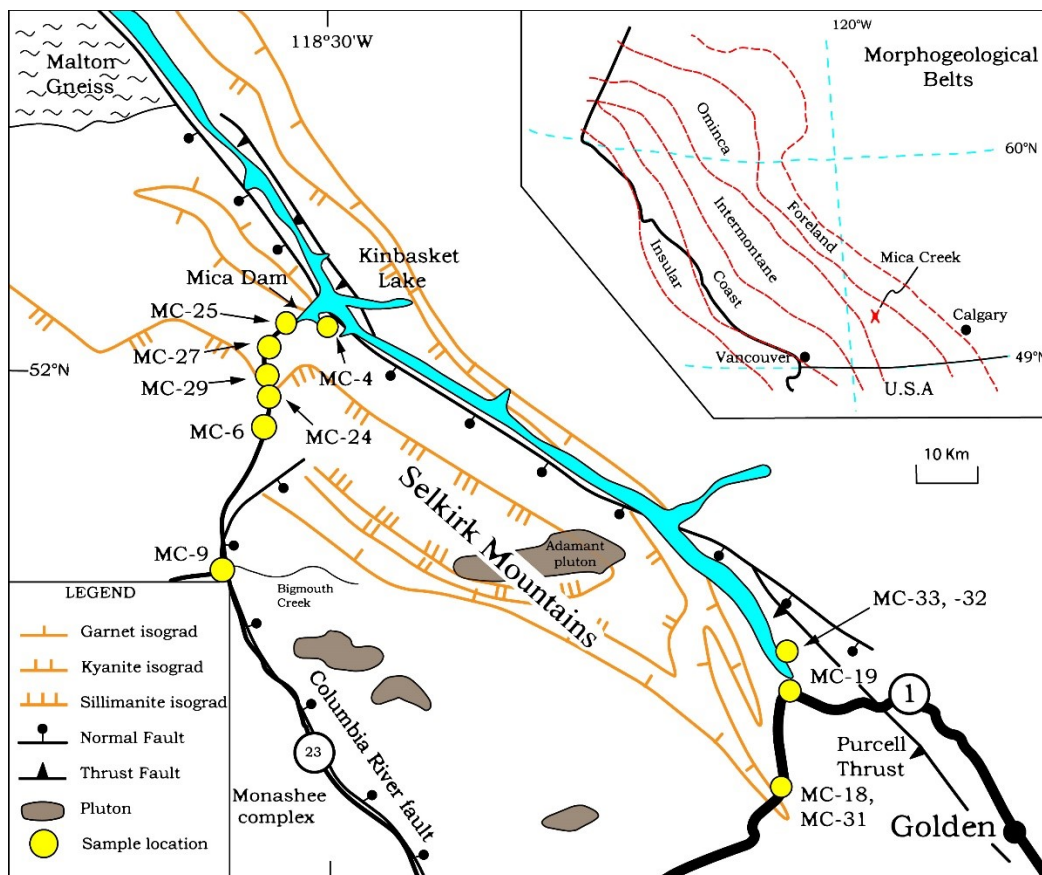 118°30'W
Malton
Gneiss
Kinbasket
Lake
Mica Dam
MC-25
MC-27
52°N
MC-29
MC-4
MC-6
MC-24
Selkirk Mountains
Adamant
pluton
MC-9
Bigmouth
Creek
MC-33, -32
MC-19
1
Purcell
Thrust
MC-18,
MC-31
Golden
Columbia River fault
23
Monashee
complex
10 Km
LEGEND
Garnet isograd
Kyanite isograd
Sillimanite isograd
Normal Fault
Thrust Fault
Pluton
Sample location
120°W
Morphogeological
Belts
60°N
Ominca
Intermontane
Foreland
Insular
Coast
Mica Creek
Calgary
Vancouver
49°N
U.S.A